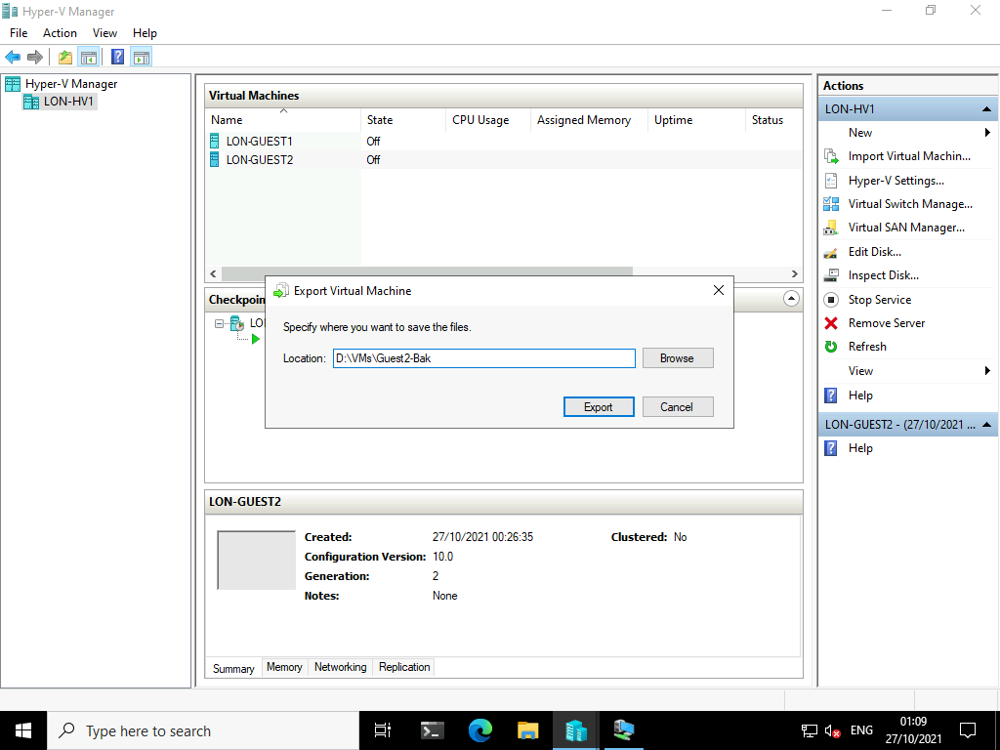 Hyper-V Manager
File Action View Help
Hyper-V Manager
LON-HV1
Virtual Machines
Name State CPU Usage Assigned Memory Uptime Status
LON-GUEST1 Off
LON-GUEST2 Off
Checkpoin
LO
Export Virtual Machine
Specify where you want to save the files.
Location: D:\VMs\Guest2-Bak Browse
Export Cancel
LON-GUEST2
Created: 27/10/2021 00:26:35 Clustered: No
Configuration Version: 10.0
Generation: 2
Notes: None
Summary Memory Networking Replication
Actions
LON-HV1
New
Import Virtual Machin...
Hyper-V Settings...
Virtual Switch Manage...
Virtual SAN Manager...
Edit Disk...
Inspect Disk...
Stop Service
Remove Server
Refresh
View
Help
LON-GUEST2 - (27/10/2021 ...
Help
Type here to search
ENG
01:09
27/10/2021